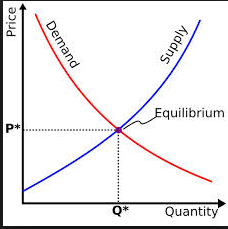 Price
Demand
Supply
Equilibrium
P*
Q*
Quantity